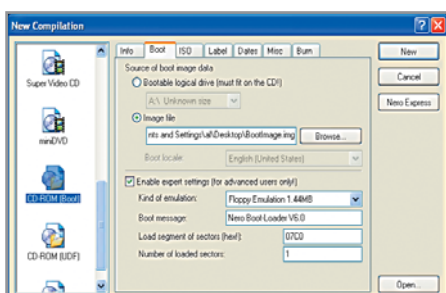 New Compilation
Super Video CD
miniDVD
CD-ROM (Boot)
CD-ROM (UDF)
Info Boot ISO Label Dates Misc Burn
Source of boot image data
Bootable logical drive (must fit on the CD!)
A:\ Unknown size
Image file
nts and Settings\al\Desktop\BootImage.img Browse...
Boot locale: English (United States)
Enable expert settings (for advanced users only!)
Kind of emulation: Floppy Emulation 1.44MB
Boot message: Nero Boot-Loader V6.0
Load segment of sectors (hex!): 07C0
Number of loaded sectors: 1
New
Cancel
Nero Express
Open...